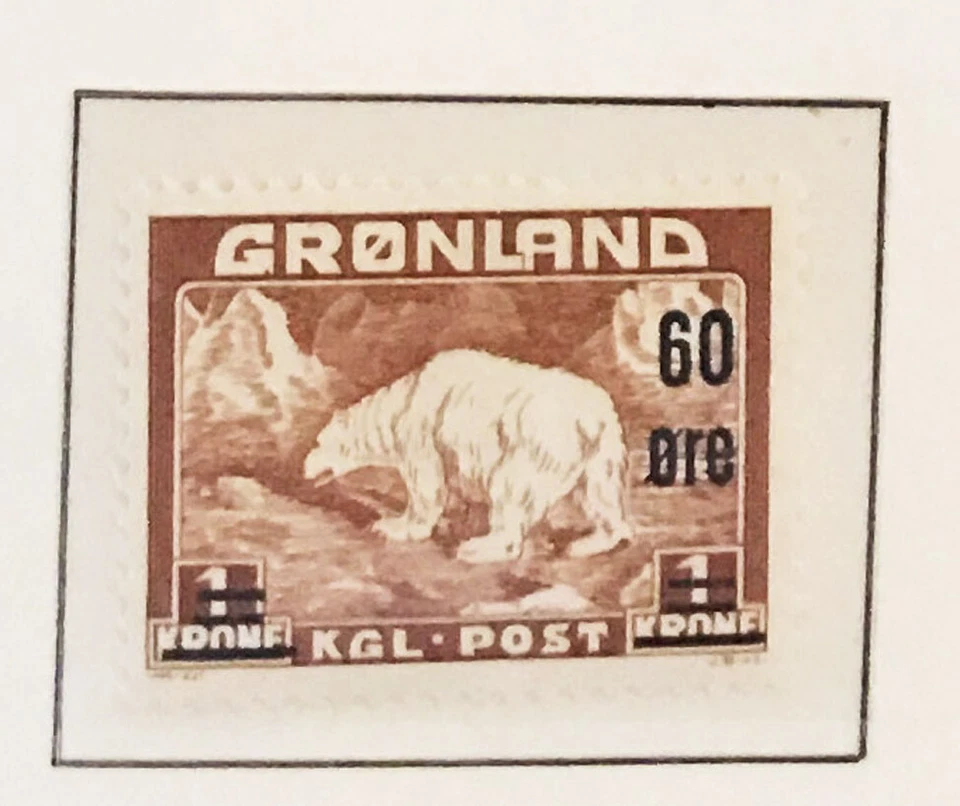 GRØNLAND
60
øre
1 1
KRONE KGL·POST KRONE